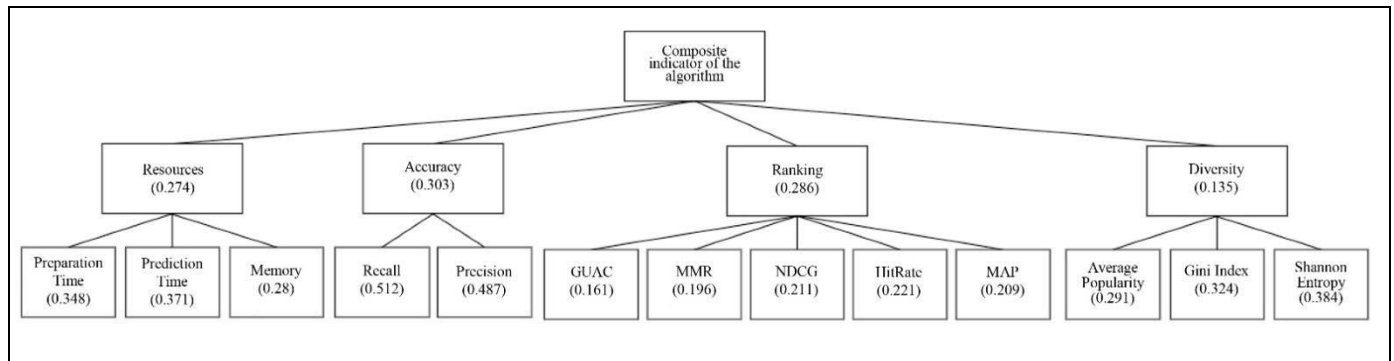 Composite
indicator of the
algorithm
Resources
(0.274)
Accuracy
(0.303)
Ranking
(0.286)
Diversity
(0.135)
Preparation
Time
(0.348)
Prediction
Time
(0.371)
Memory
(0.28)
Recall
(0.512)
Precision
(0.487)
GUAC
(0.161)
MMR
(0.196)
NDCG
(0.211)
HitRate
(0.221)
MAP
(0.209)
Average
Popularity
(0.291)
Gini Index
(0.324)
Shannon
Entropy
(0.384)